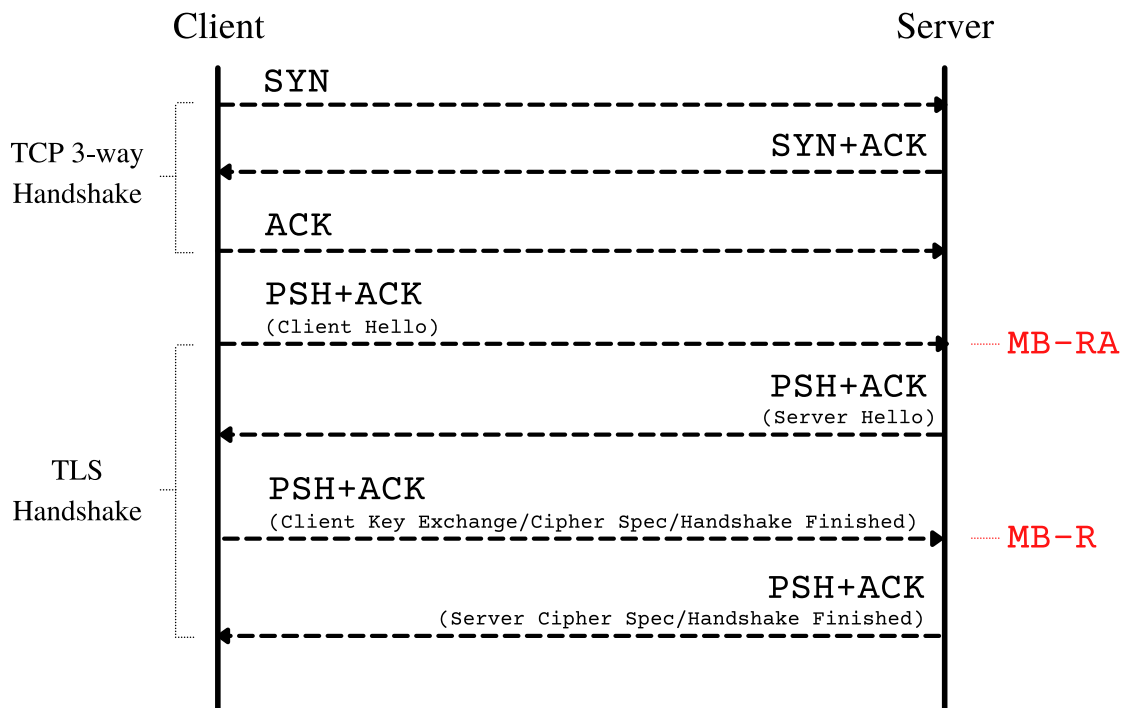 Client
Server
SYN
SYN+ACK
TCP 3-way
Handshake
ACK
PSH+ACK
(Client Hello)
MB-RA
PSH+ACK
(Server Hello)
TLS
Handshake
PSH+ACK
(Client Key Exchange/Cipher Spec/Handshake Finished)
MB-R
PSH+ACK
(Server Cipher Spec/Handshake Finished)